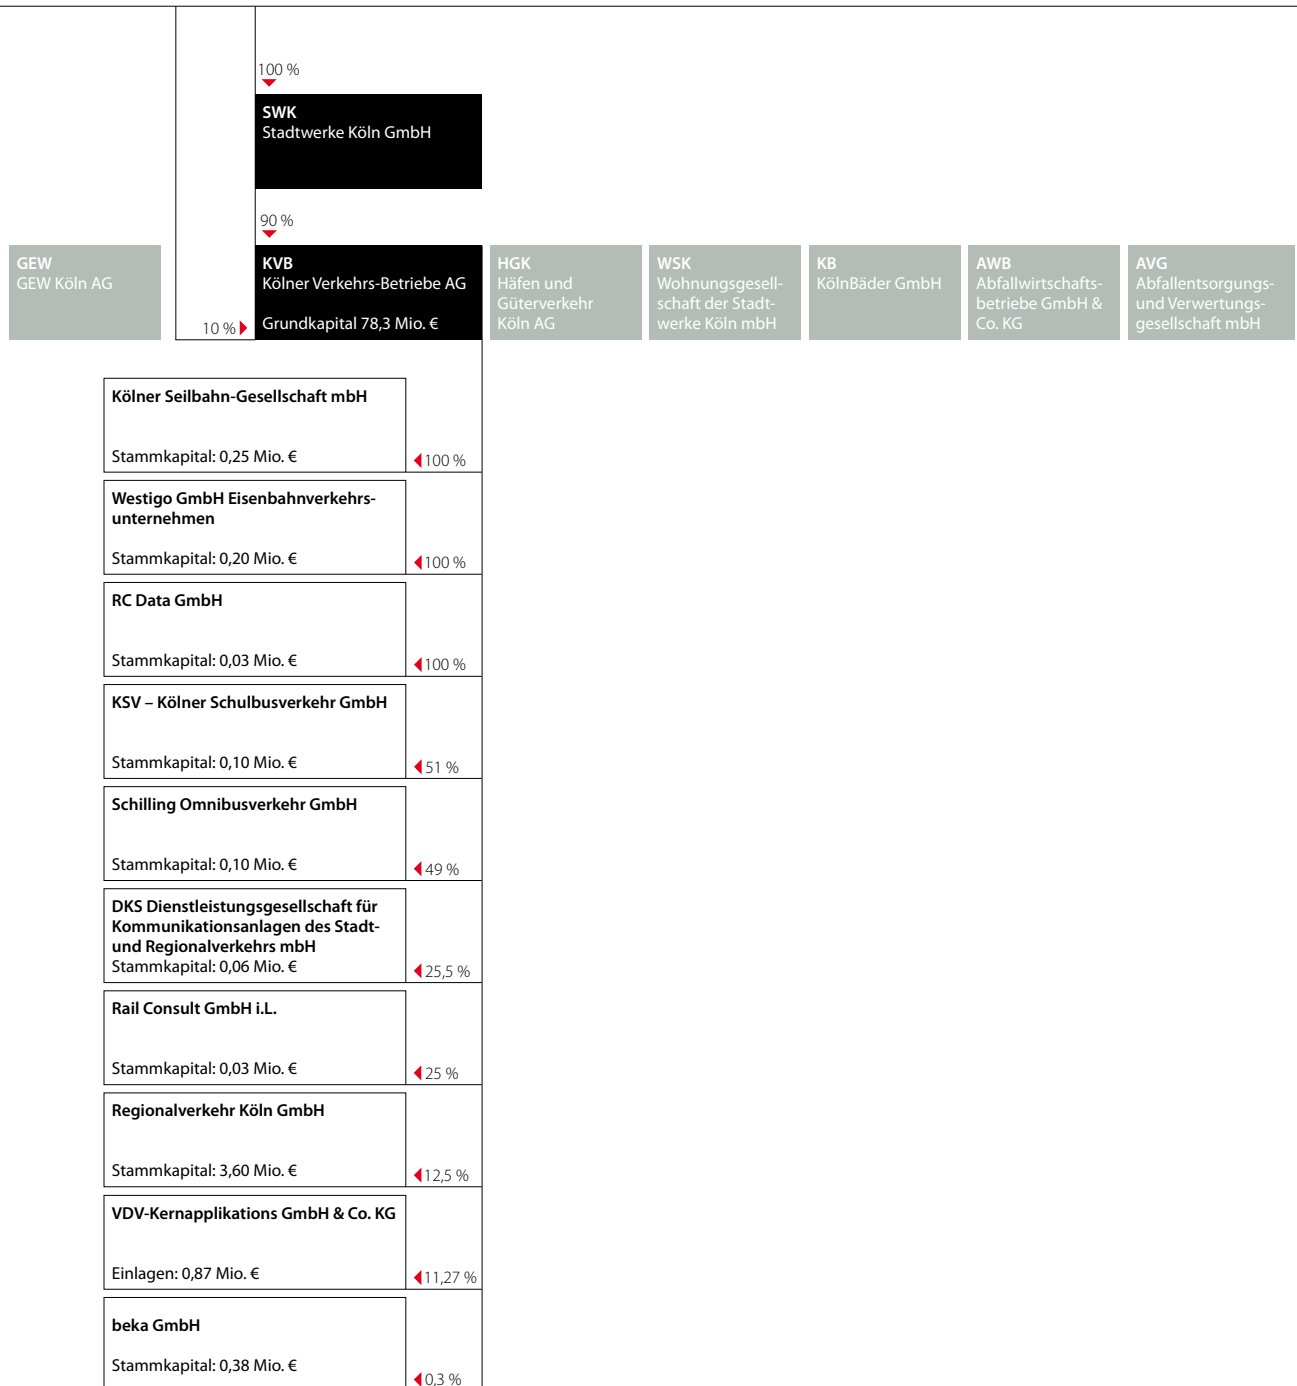 100 %
SWK
Stadtwerke Köln GmbH
90 %
GEW
GEW Köln AG
10 %
KVB
Kölner Verkehrs-Betriebe AG
Grundkapital 78,3 Mio. €
HGK
Häfen und
Güterverkehr
Köln AG
WSK
Wohnungsgesell-
schaft der Stadt-
werke Köln mbH
KB
KölnBäder GmbH
AWB
Abfallwirtschafts-
betriebe GmbH &
Co. KG
AVG
Abfallentsorgungs-
und Verwertungs-
gesellschaft mbH
Kölner Seilbahn-Gesellschaft mbH
Stammkapital: 0,25 Mio. €
100 %
Westigo GmbH Eisenbahnverkehrs-
unternehmen
Stammkapital: 0,20 Mio. €
100 %
RC Data GmbH
Stammkapital: 0,03 Mio. €
100 %
KSV – Kölner Schulbusverkehr GmbH
Stammkapital: 0,10 Mio. €
51 %
Schilling Omnibusverkehr GmbH
Stammkapital: 0,10 Mio. €
49 %
DKS Dienstleistungsgesellschaft für
Kommunikationsanlagen des Stadt-
und Regionalverkehrs mbH
Stammkapital: 0,06 Mio. €
25,5 %
Rail Consult GmbH i.L.
Stammkapital: 0,03 Mio. €
25 %
Regionalverkehr Köln GmbH
Stammkapital: 3,60 Mio. €
12,5 %
VDV-Kernapplikations GmbH & Co. KG
Einlagen: 0,87 Mio. €
11,27 %
beka GmbH
Stammkapital: 0,38 Mio. €
0,3 %